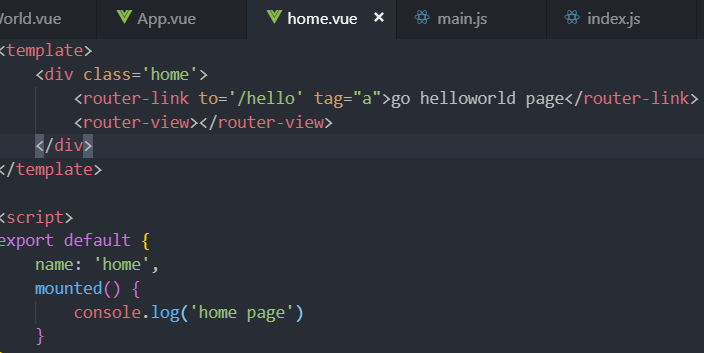 World.vue App.vue home.vue × main.js index.js
<template>
    <div class='home'>
        <router-link to='/hello' tag="a">go helloworld page</router-link>
        <router-view></router-view>
    </div>
</template>
<script>
export default {
    name: 'home',
    mounted() {
        console.log('home page')
    }